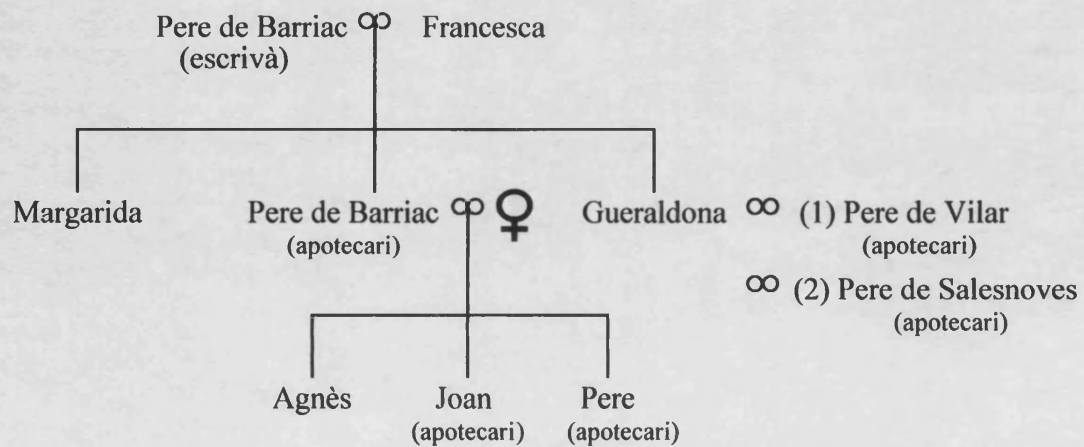 Pere de Barriac ⚭ Francesca
(escrivà)
Margarida
Pere de Barriac ⚭ ♀
(apotecari)
Gueraldona ⚭ (1) Pere de Vilar
(apotecari)
⚭ (2) Pere de Salesnoves
(apotecari)
Agnès
Joan
(apotecari)
Pere
(apotecari)